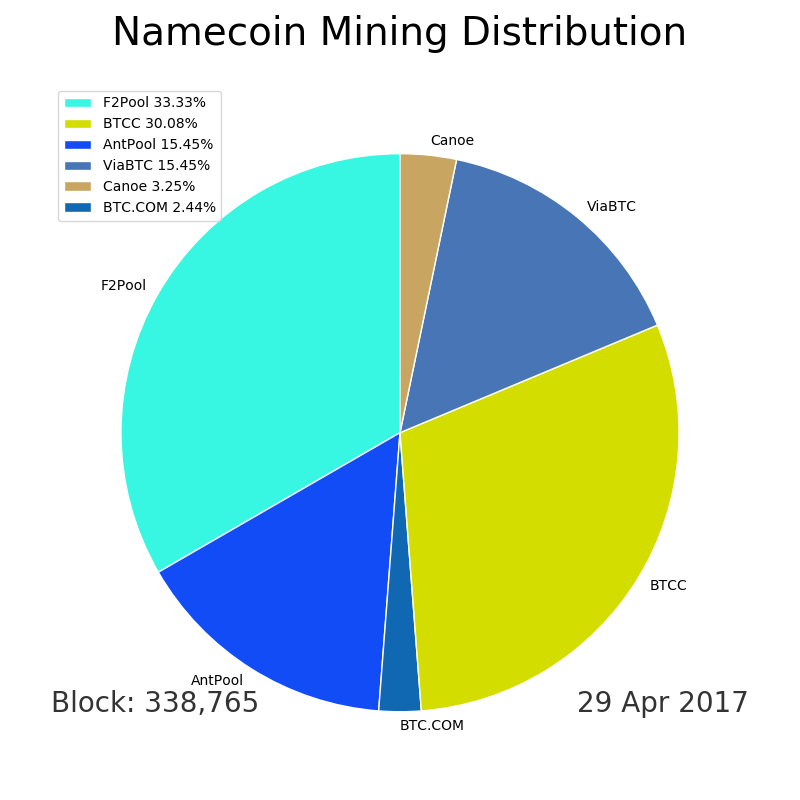 Namecoin Mining Distribution
F2Pool 33.33%
BTCC 30.08%
AntPool 15.45%
ViaBTC 15.45%
Canoe 3.25%
BTC.COM 2.44%
Canoe
ViaBTC
F2Pool
BTCC
AntPool
Block: 338,765
29 Apr 2017
BTC.COM